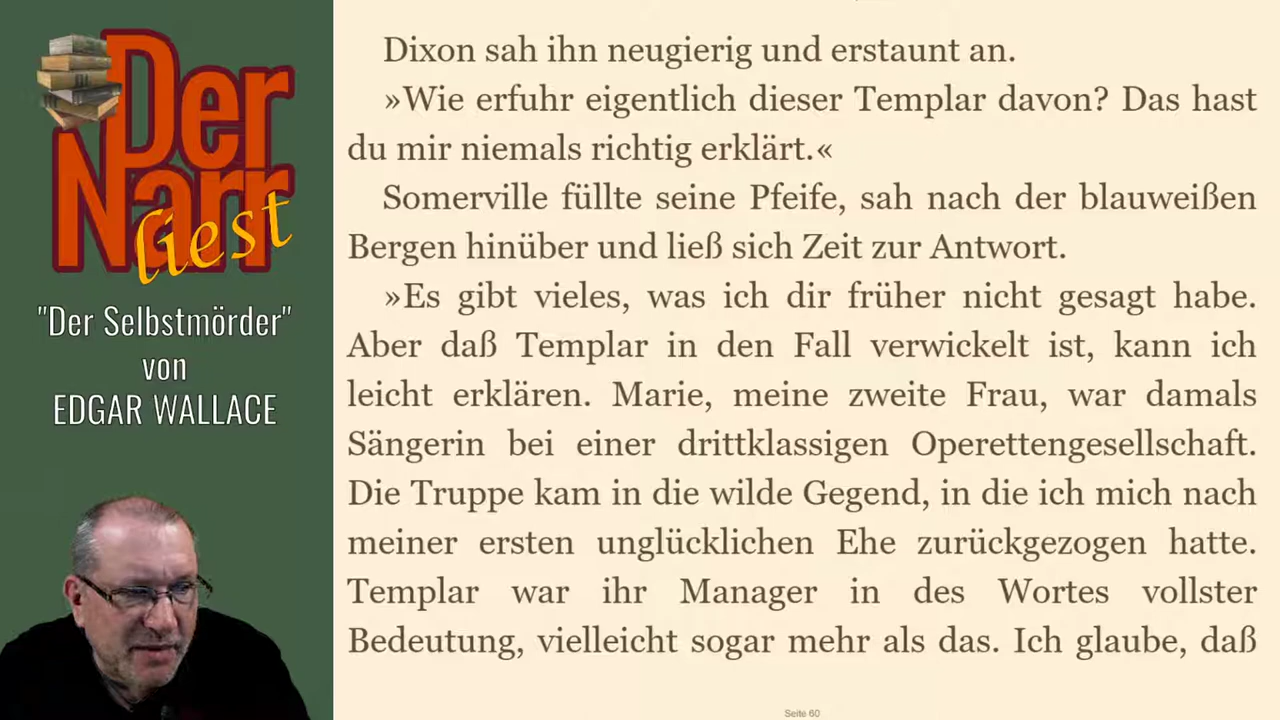 Der
Narr
liest
"Der Selbstmörder"
von
EDGAR WALLACE
Dixon sah ihn neugierig und erstaunt an.
»Wie erfuhr eigentlich dieser Templar davon? Das hast
du mir niemals richtig erklärt.«
Somerville füllte seine Pfeife, sah nach der blauweißen
Bergen hinüber und ließ sich Zeit zur Antwort.
»Es gibt vieles, was ich dir früher nicht gesagt habe.
Aber daß Templar in den Fall verwickelt ist, kann ich
leicht erklären. Marie, meine zweite Frau, war damals
Sängerin bei einer drittklassigen Operettengesellschaft.
Die Truppe kam in die wilde Gegend, in die ich mich nach
meiner ersten unglücklichen Ehe zurückgezogen hatte.
Templar war ihr Manager in des Wortes vollster
Bedeutung, vielleicht sogar mehr als das. Ich glaube, daß
Seite 60